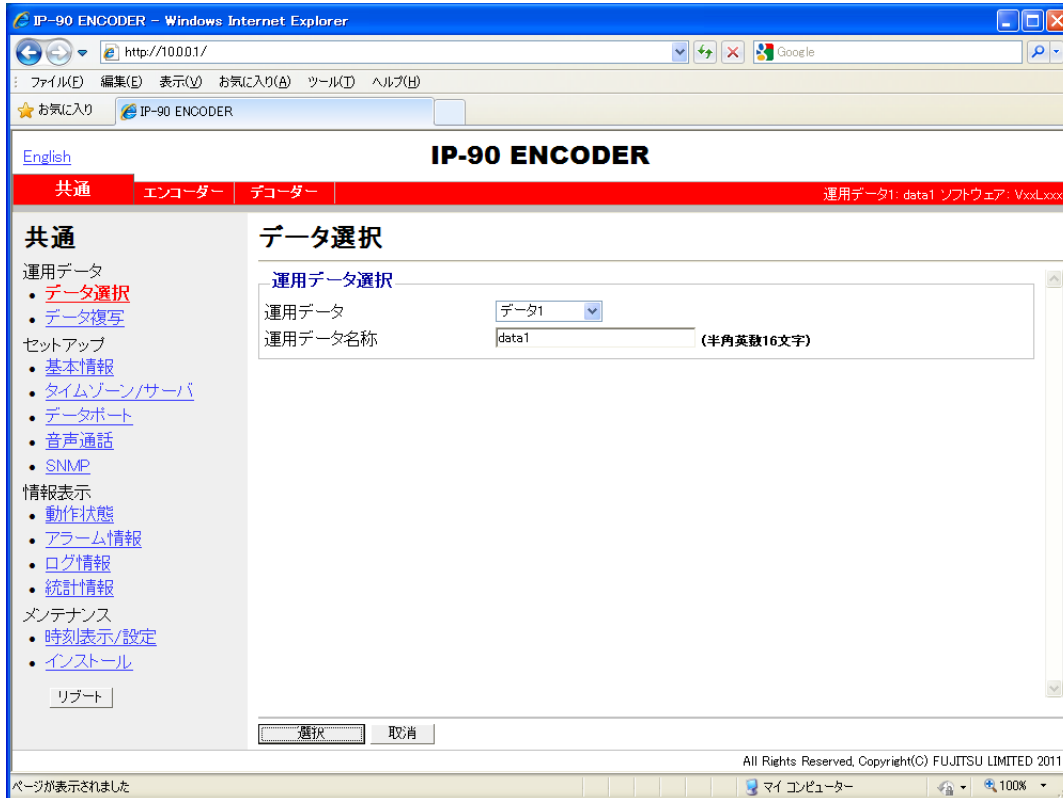 IP-90 ENCODER - Windows Internet Explorer
http://10.0.0.1/
Google
ファイル(F) 編集(E) 表示(V) お気に入り(A) ツール(T) ヘルプ(H)
お気に入り IP-90 ENCODER
English IP-90 ENCODER
共通 エンコーダー デコーダー 運用データ1: data1 ソフトウェア: VxxLxxx
共通
運用データ
• データ選択
• データ複写
セットアップ
• 基本情報
• タイムゾーン/サーバ
• データポート
• 音声通話
• SNMP
情報表示
• 動作状態
• アラーム情報
• ログ情報
• 統計情報
メンテナンス
• 時刻表示/設定
• インストール
リブート
データ選択
運用データ選択
運用データ データ1
運用データ名称 data1 (半角英数16文字)
選択 取消
All Rights Reserved, Copyright(C) FUJITSU LIMITED 2011
ページが表示されました マイ コンピューター 100%